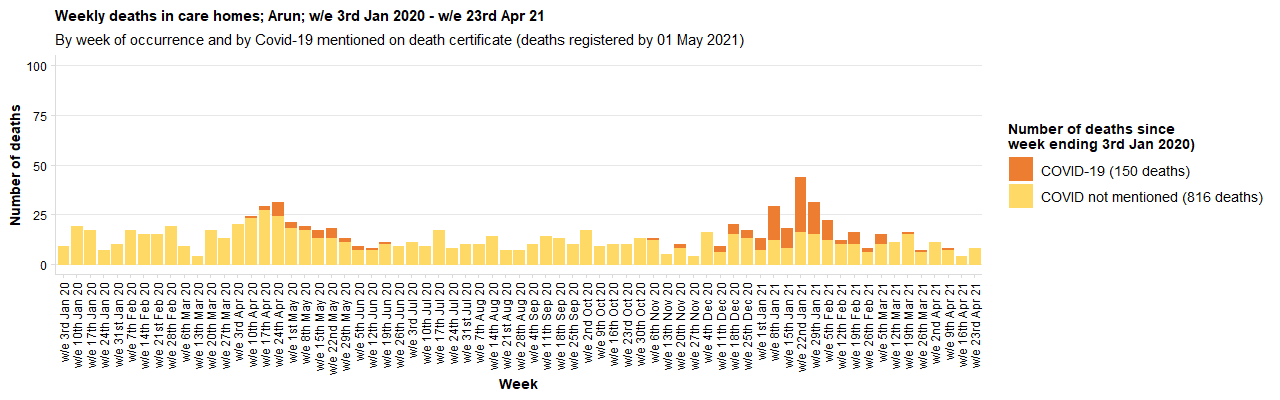 Weekly deaths in care homes; Arun; w/e 3rd Jan 2020 - w/e 23rd Apr 21
By week of occurrence and by Covid-19 mentioned on death certificate (deaths registered by 01 May 2021)
Number of deaths
100
75
50
25
0
w/e 3rd Jan 20
w/e 10th Jan 20
w/e 17th Jan 20
w/e 24th Jan 20
w/e 31st Jan 20
w/e 7th Feb 20
w/e 14th Feb 20
w/e 21st Feb 20
w/e 28th Feb 20
w/e 6th Mar 20
w/e 13th Mar 20
w/e 20th Mar 20
w/e 27th Mar 20
w/e 3rd Apr 20
w/e 10th Apr 20
w/e 17th Apr 20
w/e 24th Apr 20
w/e 1st May 20
w/e 8th May 20
w/e 15th May 20
w/e 22nd May 20
w/e 29th May 20
w/e 5th Jun 20
w/e 12th Jun 20
w/e 19th Jun 20
w/e 26th Jun 20
w/e 3rd Jul 20
w/e 10th Jul 20
w/e 17th Jul 20
w/e 24th Jul 20
w/e 31st Jul 20
w/e 7th Aug 20
w/e 14th Aug 20
w/e 21st Aug 20
w/e 28th Aug 20
w/e 4th Sep 20
w/e 11th Sep 20
w/e 18th Sep 20
w/e 25th Sep 20
w/e 2nd Oct 20
w/e 9th Oct 20
w/e 16th Oct 20
w/e 23rd Oct 20
w/e 30th Oct 20
w/e 6th Nov 20
w/e 13th Nov 20
w/e 20th Nov 20
w/e 27th Nov 20
w/e 4th Dec 20
w/e 11th Dec 20
w/e 18th Dec 20
w/e 25th Dec 20
w/e 1st Jan 21
w/e 8th Jan 21
w/e 15th Jan 21
w/e 22nd Jan 21
w/e 29th Jan 21
w/e 5th Feb 21
w/e 12th Feb 21
w/e 19th Feb 21
w/e 26th Feb 21
w/e 5th Mar 21
w/e 12th Mar 21
w/e 19th Mar 21
w/e 26th Mar 21
w/e 2nd Apr 21
w/e 9th Apr 21
w/e 16th Apr 21
w/e 23rd Apr 21
Week
Number of deaths since
week ending 3rd Jan 2020)
COVID-19 (150 deaths)
COVID not mentioned (816 deaths)